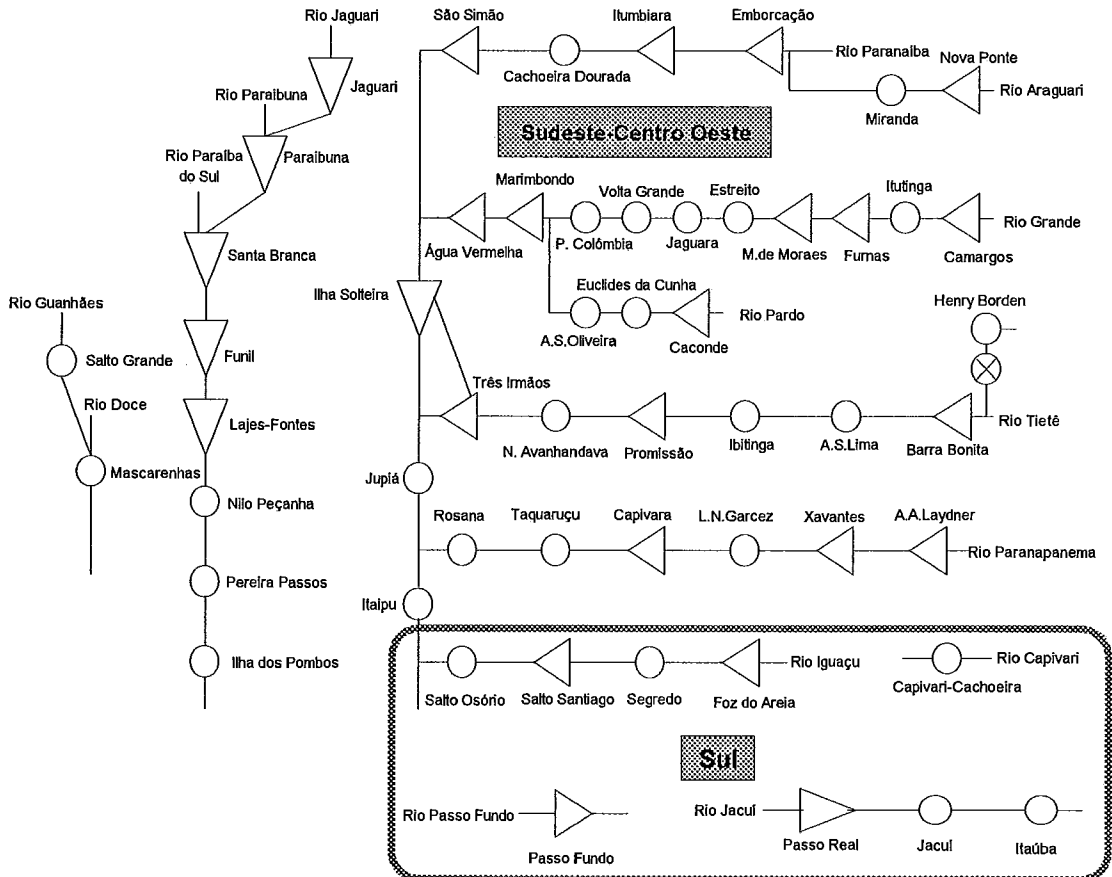 São Simão
Itumbiara
Emborcação
Rio Jaguari
Rio Paranaíba
Nova Ponte
Cachoeira Dourada
Jaguari
Rio Paraibuna
Rio Araguari
Miranda
Sudeste-Centro Oeste
Rio Paraíba
do Sul
Paraibuna
Marimbondo
Volta Grande
Estreito
Itutinga
Rio Grande
Água Vermelha
P. Colômbia
Jaguara
M.de Moraes
Furnas
Camargos
Santa Branca
Ilha Solteira
Euclides da Cunha
Henry Borden
Rio Guanhães
Rio Pardo
A.S.Oliveira
Caconde
Salto Grande
Funil
Três Irmãos
Rio Doce
Lajes-Fontes
Rio Tietê
N. Avanhandava
Promissão
Ibitinga
A.S.Lima
Barra Bonita
Mascarenhas
Jupiá
Nilo Peçanha
Rosana
Taquaruçu
Capivara
L.N.Garcez
Xavantes
A.A.Laydner
Rio Paranapanema
Pereira Passos
Itaipu
Ilha dos Pombos
Rio Iguaçu
Rio Capivari
Salto Osório
Salto Santiago
Segredo
Foz do Areia
Capivari-Cachoeira
Sul
Rio Passo Fundo
Rio Jacuí
Passo Fundo
Passo Real
Jacuí
Itaúba